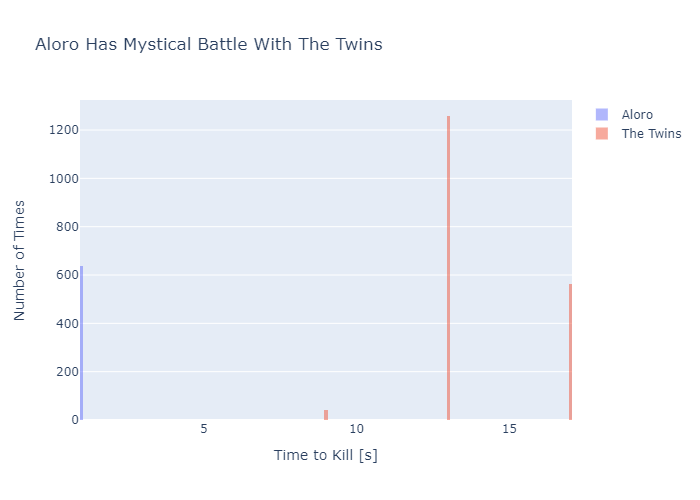 Aloro Has Mystical Battle With The Twins
Aloro
The Twins
Number of Times
1200
1000
800
600
400
200
0
5
10
15
Time to Kill [s]